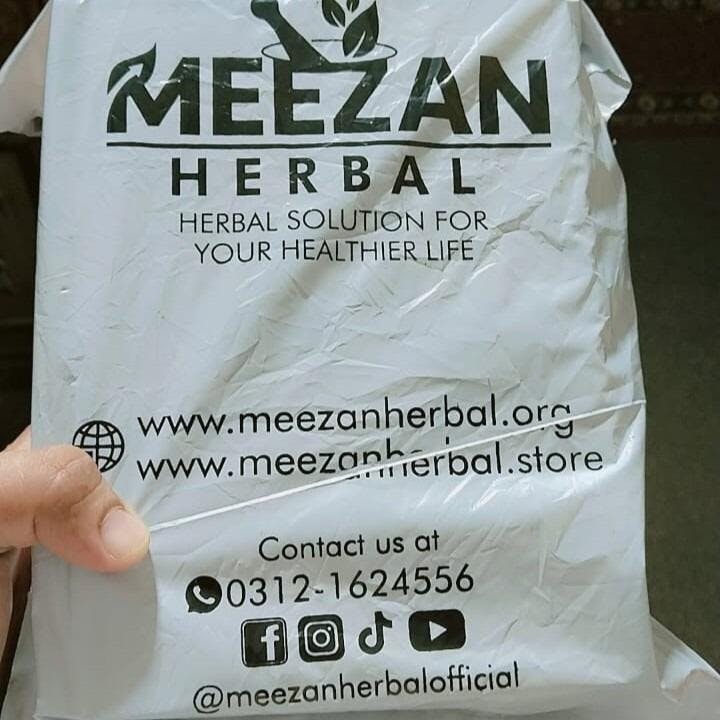 MEEZAN
HERBAL
HERBAL SOLUTION FOR
YOUR HEALTHIER LIFE
www.meezanherbal.org
www.meezanherbal.store
Contact us at
0312-1624556
@meezanherbalofficial